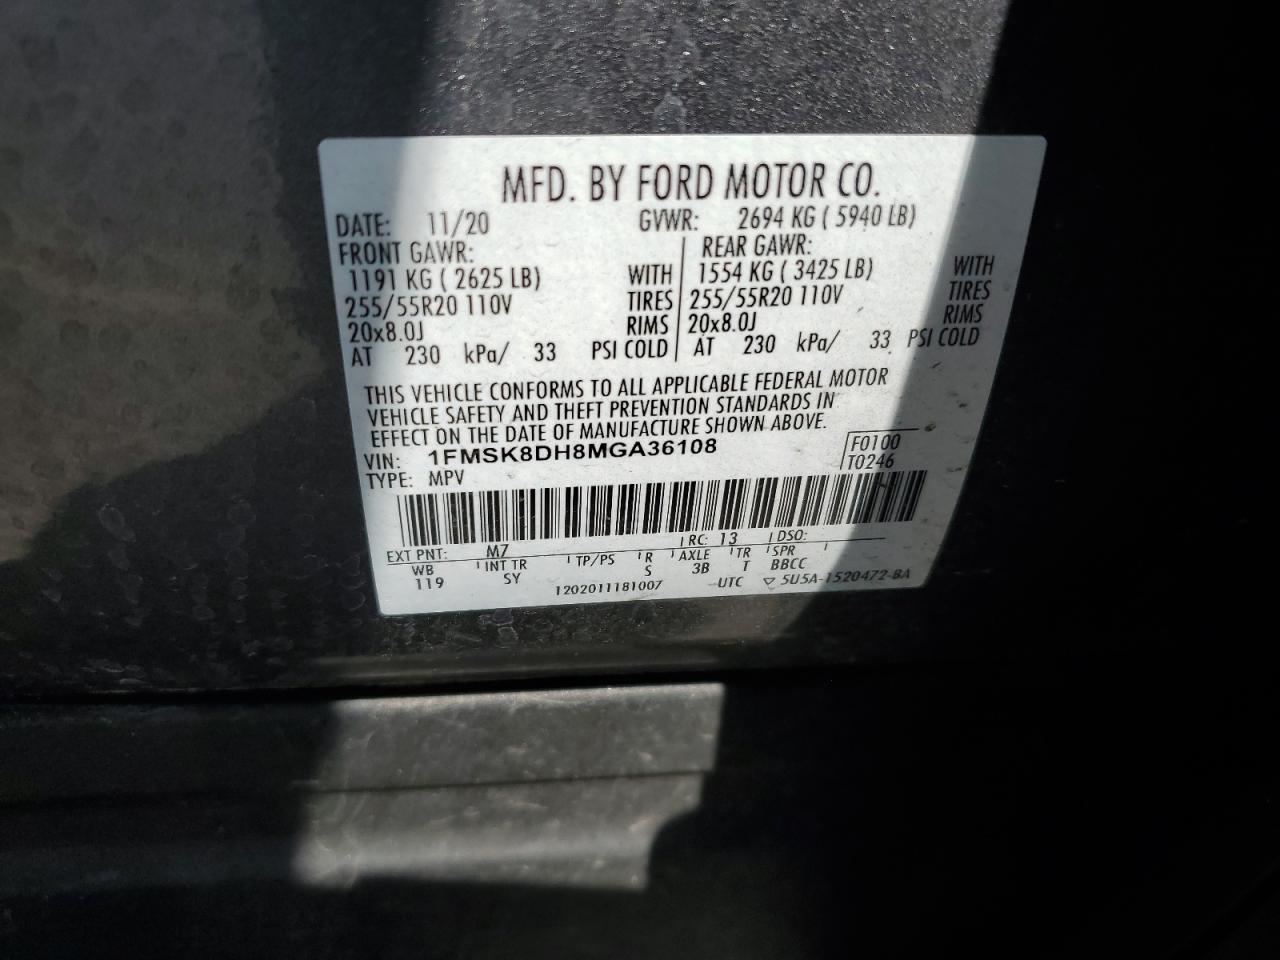 MFD. BY FORD MOTOR CO.
DATE: 11/20 GVWR: 2694 KG ( 5940 LB)
FRONT GAWR: REAR GAWR:
1191 KG ( 2625 LB) WITH 1554 KG ( 3425 LB) WITH
255/55R20 110V TIRES 255/55R20 110V TIRES
20x8.0J RIMS 20x8.0J RIMS
AT 230 kPa/ 33 PSI COLD AT 230 kPa/ 33 PSI COLD
THIS VEHICLE CONFORMS TO ALL APPLICABLE FEDERAL MOTOR
VEHICLE SAFETY AND THEFT PREVENTION STANDARDS IN
EFFECT ON THE DATE OF MANUFACTURE SHOWN ABOVE.
VIN: 1FMSK8DH8MGA36108 F0100
TYPE: MPV T0246
EXT PNT: M7 RC: 13 DSO:
WB INT TR TP/PS R AXLE TR SPR
119 SY S 3B T BBCC
1202011181007 UTC ▽ 5U5A-1520472-BA